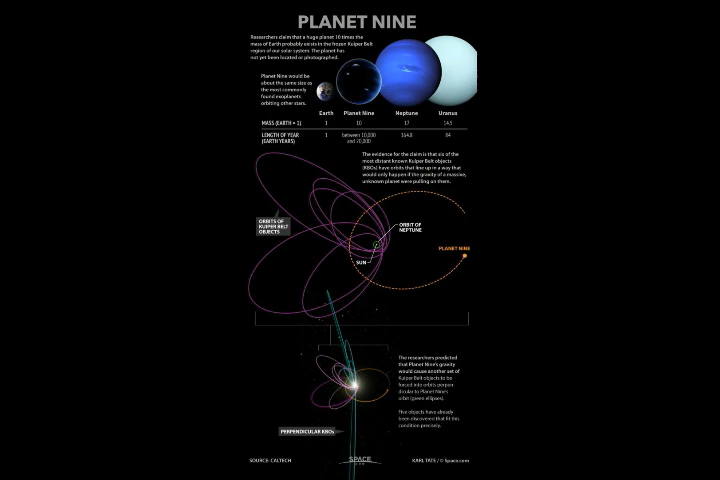 PLANET NINE
Researchers claim that a huge planet 10 times the
mass of Earth probably exists in the frozen Kuiper Belt
region of our solar system. The planet has
not yet been located or photographed.
Planet Nine would be
about the same size as
the most commonly
found exoplanets
orbiting other stars.
Earth Planet Nine Neptune Uranus
MASS (EARTH = 1) 1 10 17 14.5
LENGTH OF YEAR 1 between 10,000 164.8 84
(EARTH YEARS) and 20,000
The evidence for the claim is that six of the
most distant known Kuiper Belt objects
(KBOs) have orbits that line up in a way that
would only happen if the gravity of a massive,
unknown planet were pulling on them.
ORBITS OF
KUIPER BELT
OBJECTS
ORBIT OF
NEPTUNE
PLANET NINE
SUN
The researchers predicted
that Planet Nine's gravity
would cause another set of
Kuiper Belt objects to be
forced into orbits perpen
dicular to Planet Nine's
orbit (green ellipses).
Five objects have already
been discovered that fit this
condition precisely.
PERPENDICULAR KBOs
SOURCE: CALTECH SPACE KARL TATE / © Space.com